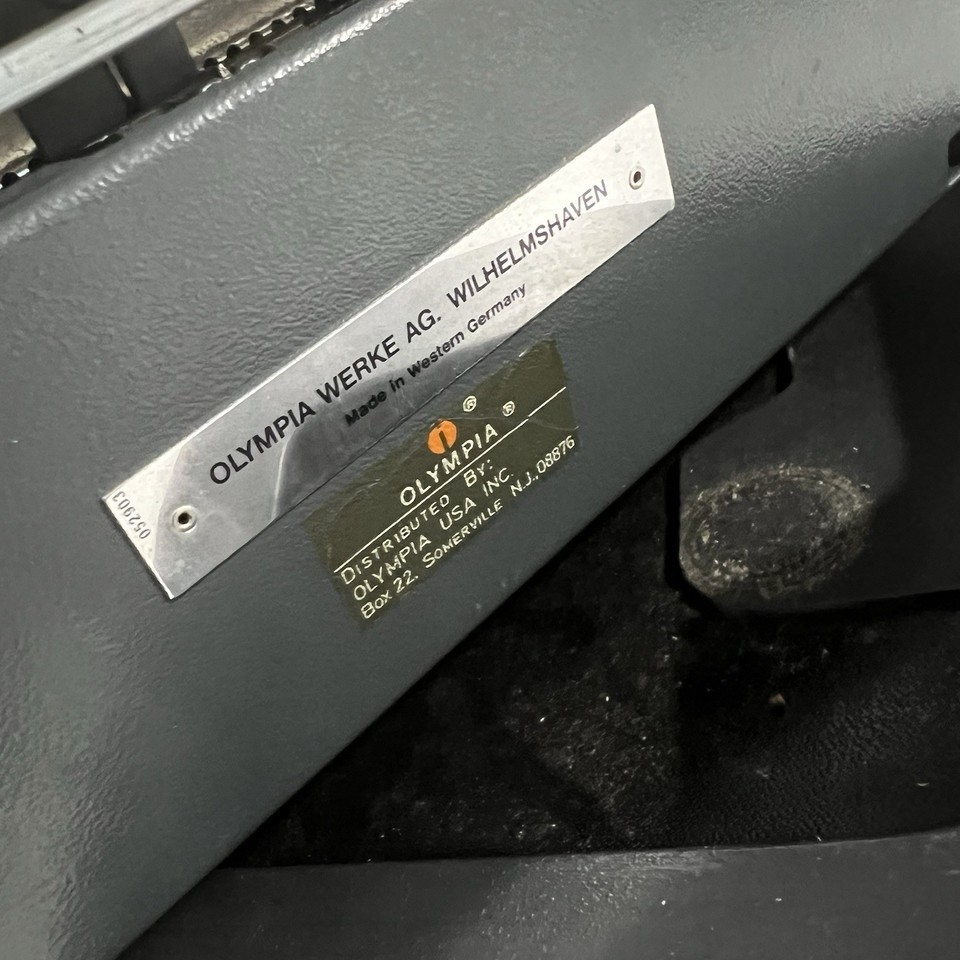 OLYMPIA WERKE AG. WILHELMSHAVEN
Made in Western Germany
052903
®
OLYMPIA ®
DISTRIBUTED BY:
OLYMPIA USA INC
BOX 22, SOMERVILLE N.J., 08876